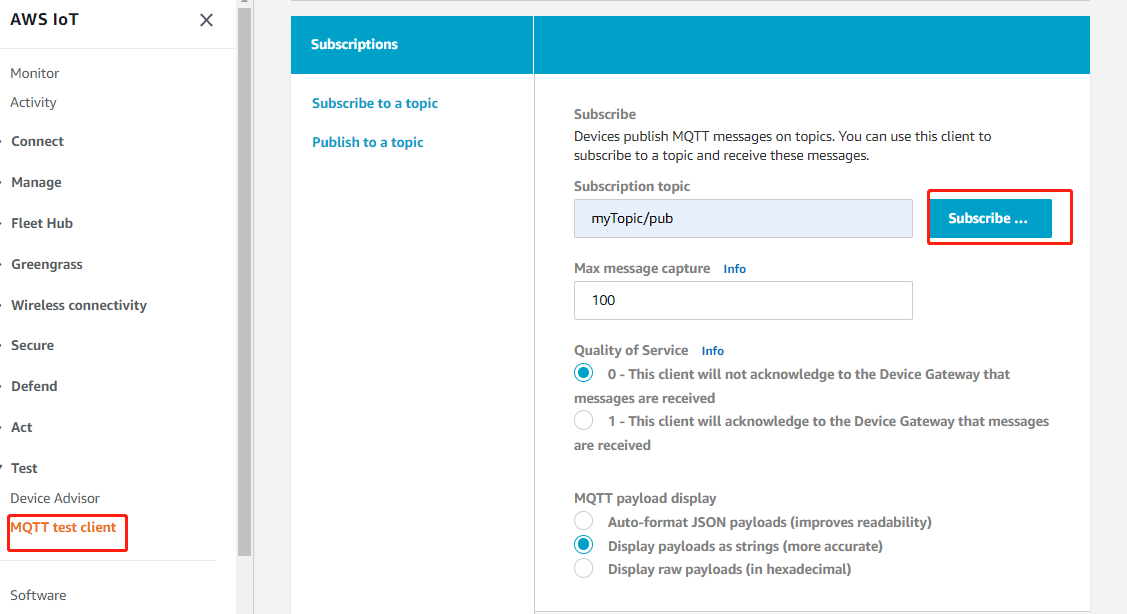 AWS IoT
Monitor
Activity
Connect
Manage
Fleet Hub
Greengrass
Wireless connectivity
Secure
Defend
Act
Test
Device Advisor
MQTT test client
Software
Subscriptions
Subscribe to a topic
Publish to a topic
Subscribe
Devices publish MQTT messages on topics. You can use this client to
subscribe to a topic and receive these messages.
Subscription topic
myTopic/pub
Subscribe ...
Max message capture Info
100
Quality of Service Info
0 - This client will not acknowledge to the Device Gateway that
messages are received
1 - This client will acknowledge to the Device Gateway that messages
are received
MQTT payload display
Auto-format JSON payloads (improves readability)
Display payloads as strings (more accurate)
Display raw payloads (in hexadecimal)